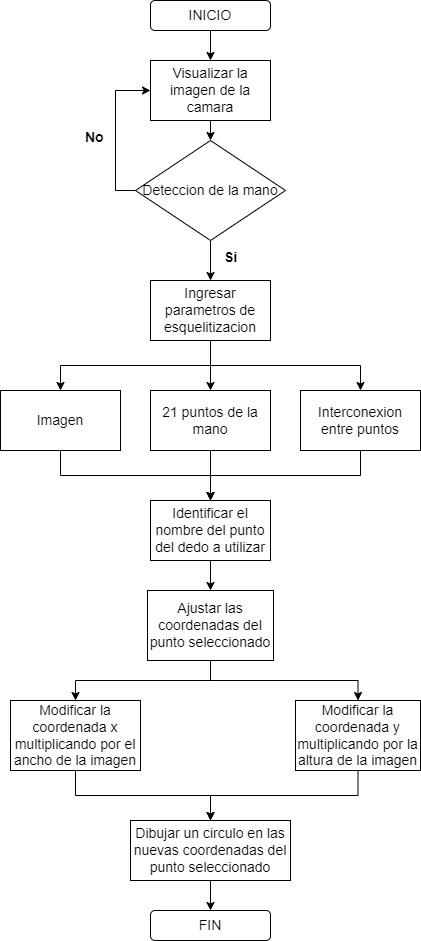 INICIO
Visualizar la
imagen de la
camara
No
Deteccion de la mano
Si
Ingresar
parametros de
esquelitizacion
Imagen
21 puntos de la
mano
Interconexion
entre puntos
Identificar el
nombre del punto
del dedo a utilizar
Ajustar las
coordenadas del
punto seleccionado
Modificar la
coordenada x
multiplicando por el
ancho de la imagen
Modificar la
coordenada y
multiplicando por la
altura de la imagen
Dibujar un circulo en las
nuevas coordenadas del
punto seleccionado
FIN